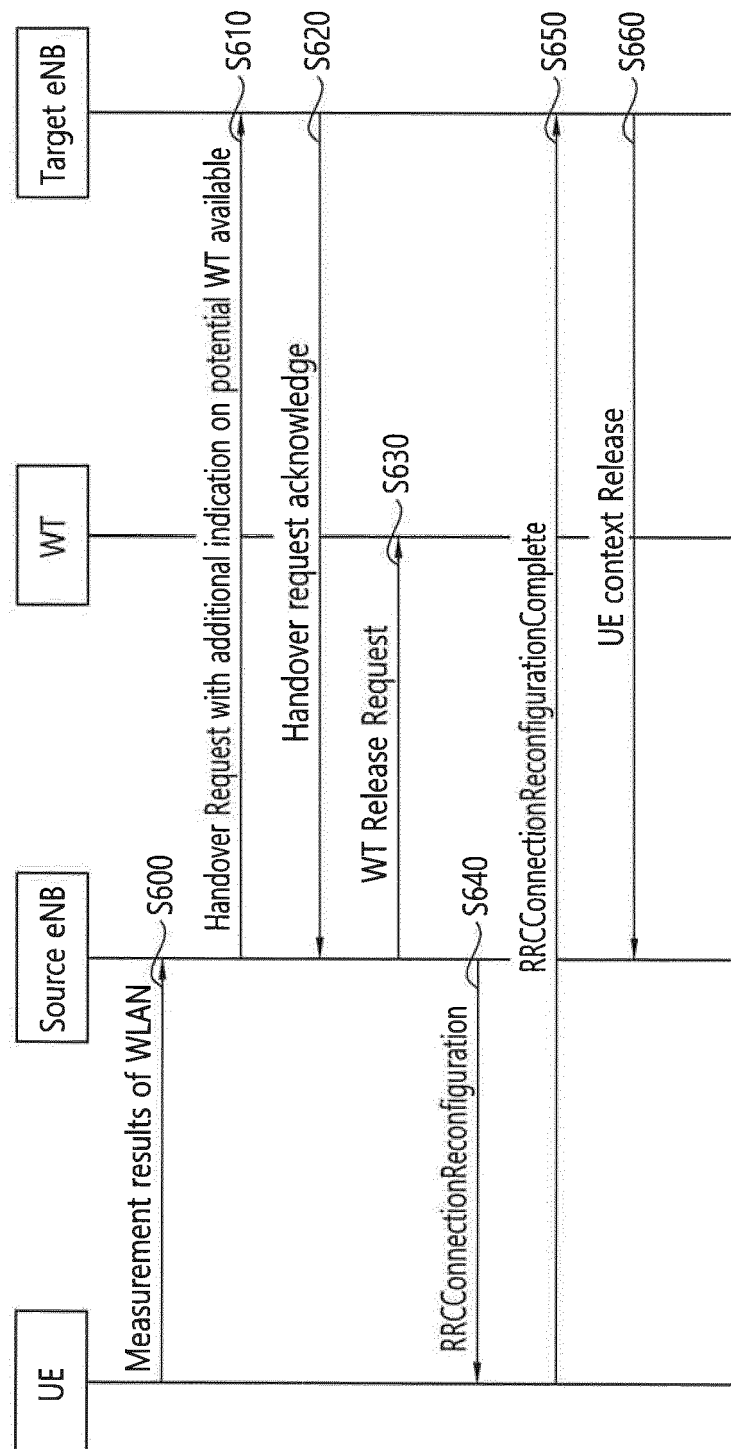 UE
Source eNB
WT
Target eNB
Measurement results of WLAN
S600
Handover Request with additional indication on potential WT available
S610
Handover request acknowledge
S620
WT Release Request
S630
RRCConnectionReconfiguration
S640
RRCConnectionReconfigurationComplete
S650
UE context Release
S660